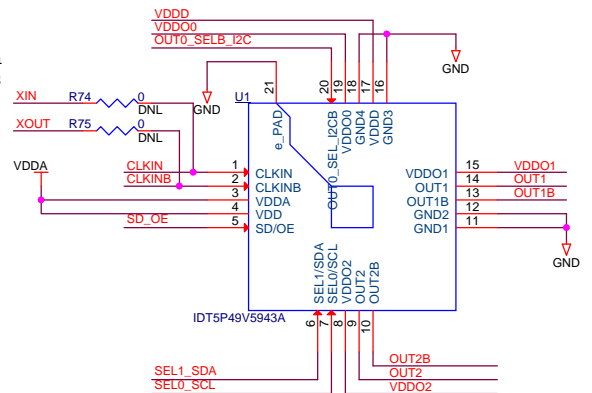 VDDD
VDDO0
OUT0_SELB_I2C
GND
21
20
19
18
17
16
U1
XIN
R74
0
DNL
GND
XOUT
R75
0
DNL
e_PAD
OUT0_SEL_I2CB
VDDO0
GND4
VDDD
GND3
VDDA
CLKIN
1
CLKIN
VDDO1
15
VDDO1
CLKINB
2
CLKINB
OUT1
14
OUT1
3
VDDA
OUT1B
13
OUT1B
4
VDD
GND2
12
SD_OE
5
SD/OE
GND1
11
GND
SEL1/SDA
SEL0/SCL
VDDO2
OUT2
OUT2B
IDT5P49V5943A
6
7
8
9
10
OUT2B
SEL1_SDA
OUT2
SEL0_SCL
VDDO2